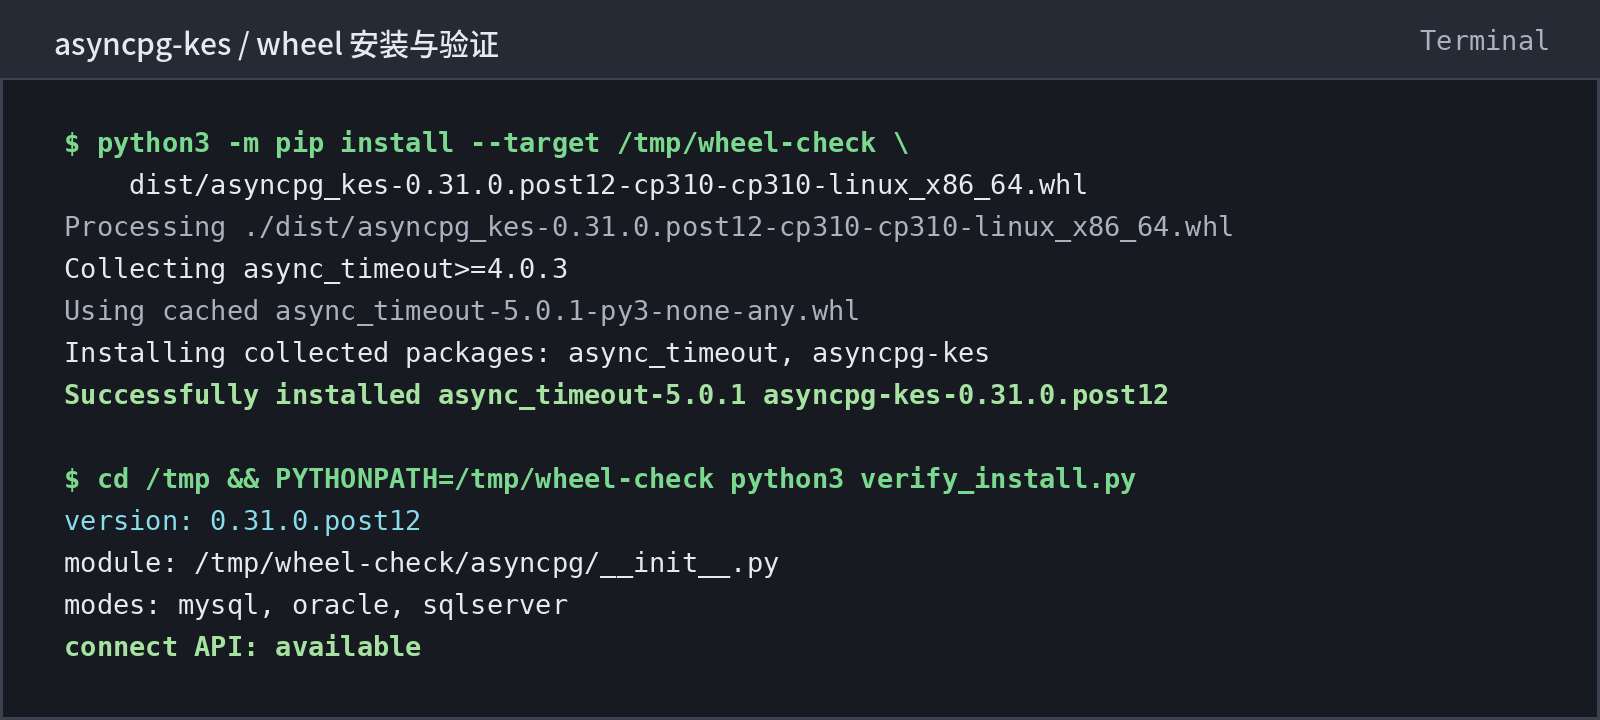 asyncpg-kes / wheel 安装与验证
Terminal
$ python3 -m pip install --target /tmp/wheel-check \
    dist/asyncpg_kes-0.31.0.post12-cp310-cp310-linux_x86_64.whl
Processing ./dist/asyncpg_kes-0.31.0.post12-cp310-cp310-linux_x86_64.whl
Collecting async_timeout>=4.0.3
Using cached async_timeout-5.0.1-py3-none-any.whl
Installing collected packages: async_timeout, asyncpg-kes
Successfully installed async_timeout-5.0.1 asyncpg-kes-0.31.0.post12
$ cd /tmp && PYTHONPATH=/tmp/wheel-check python3 verify_install.py
version: 0.31.0.post12
module: /tmp/wheel-check/asyncpg/__init__.py
modes: mysql, oracle, sqlserver
connect API: available